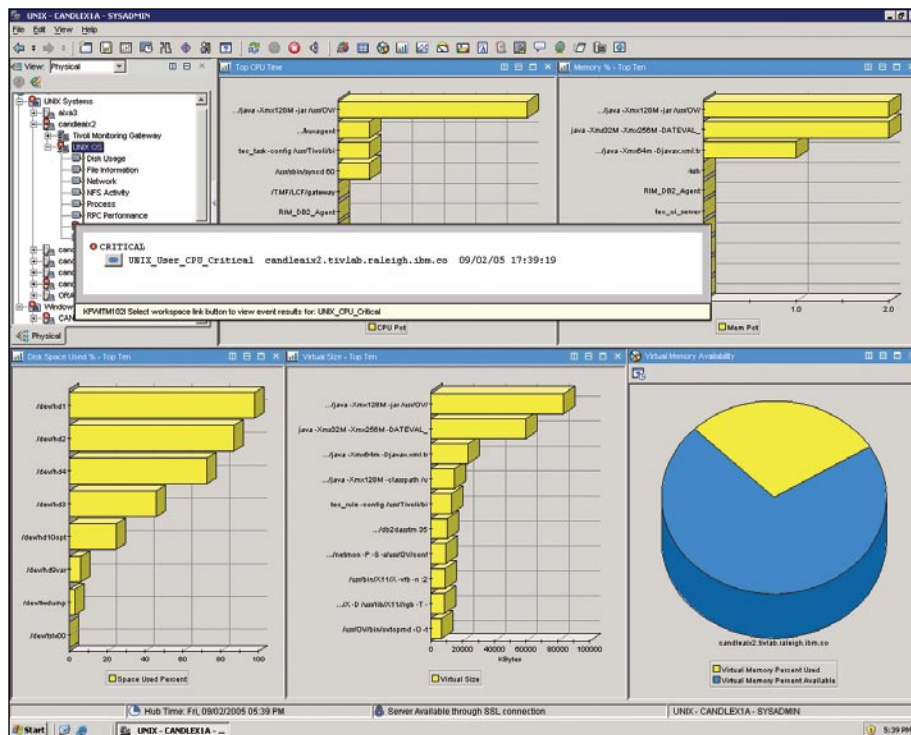 UNIX - CANDLEX1A - SYSADMIN
File Edit View Help
View: Physical
UNIX Systems
aixa3
candleaix2
Tivoli Monitoring Gateway
UNIX OS
Disk Usage
File Information
Network
NFS Activity
Process
RPC Performance
Physical
Top CPU Time
.../java -Xmx128M -jar /usr/OV/
tec_task -config /usr/Tivoli/bi
/usr/sbin/syncd 60
/TMF/LCF/gateway
RIM_DB2_Agent
CPU Pct
Memory % - Top Ten
.../java -Xmx128M -jar /usr/OV/
java -Xms02M -Xmx256M -DATEVAL_
.../java -Xmx64m -Djavax.xml.tr
-ksh
RIM_DB2_Agent
tec_ui_server
1.0 2.0
Mem Pct
CRITICAL
UNIX_User_CPU_Critical candleaix2.tivlab.raleigh.ibm.co 09/02/05 17:39:19
KFWITM102I Select workspace link button to view event results for: UNIX_CPU_Critical
Disk Space Used % - Top Ten
/dev/hd1
/dev/hd2
/dev/hd4
/dev/hd3
/dev/hd10opt
/dev/hd9var
/dev/lv00
0 20 40 60 80 100
Space Used Percent
Virtual Size - Top Ten
.../java -Xmx128M -jar /usr/OV/
java -Xms02M -Xmx256M -DATEVAL_
.../java -Xmx64m -Djavax.xml.tr
.../java -Xmx128M -classpath /u
tec_rule -config /usr/Tivoli/bi
.../db2dasstm 35
.../netmon -P -S -a/usr/OV/conf
/usr/bin/X11/X -vfb -n :2
/usr/OV/bin/ovtopmd -O -t
0 20000 40000 60000 80000 100000
KBytes
Virtual Size
Virtual Memory Availability
candleaix2.tivlab.raleigh.ibm.co
Virtual Memory Percent Used
Virtual Memory Percent Available
Hub Time: Fri, 09/02/2005 05:39 PM
Server Available through SSL connection
UNIX - CANDLEX1A - SYSADMIN
Start
UNIX - CANDLEX1A - ...
5:39 PM